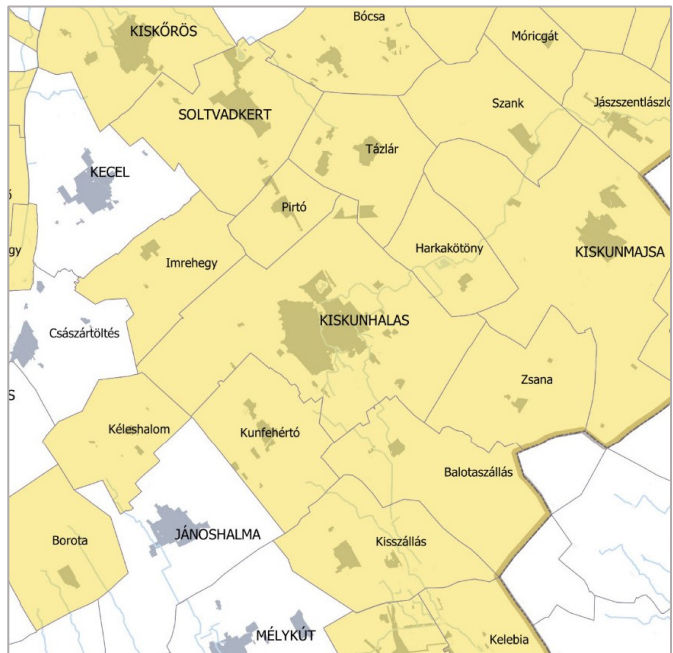 Bócsa
KISKŐRÖS
Móricgát
Szank
Jászszentlászló
SOLTVADKERT
Tázlár
KECEL
Pirtó
ő
gy
Harkakötöny
KISKUNMAJSA
Imrehegy
KISKUNHALAS
Császártöltés
S
Zsana
Kéleshalom
Kunfehértó
Balotaszállás
JÁNOSHALMA
Borota
Kisszállás
MÉLYKÚT
Kelebia